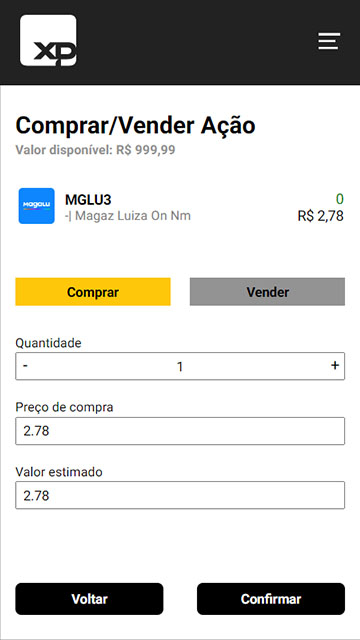 xp
Comprar/Vender Ação
Valor disponível: R$ 999,99
Magalu
MGLU3
0
-| Magaz Luiza On Nm
R$ 2,78
Comprar
Vender
Quantidade
- 1 +
Preço de compra
2.78
Valor estimado
2.78
Voltar
Confirmar